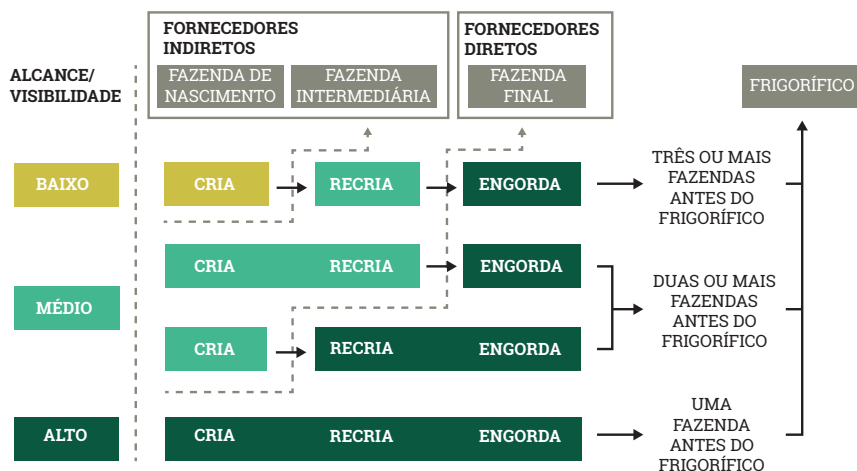 FORNECEDORES
INDIRETOS
FORNECEDORES
DIRETOS
ALCANCE/
VISIBILIDADE
FAZENDA DE
NASCIMENTO
FAZENDA
INTERMEDIÁRIA
FAZENDA
FINAL
FRIGORÍFICO
BAIXO
CRIA
RECRIA
ENGORDA
TRÊS OU MAIS
FAZENDAS
ANTES DO
FRIGORÍFICO
MÉDIO
CRIA
RECRIA
ENGORDA
CRIA
RECRIA
ENGORDA
DUAS OU MAIS
FAZENDAS
ANTES DO
FRIGORÍFICO
ALTO
CRIA
RECRIA
ENGORDA
UMA
FAZENDA
ANTES DO
FRIGORÍFICO